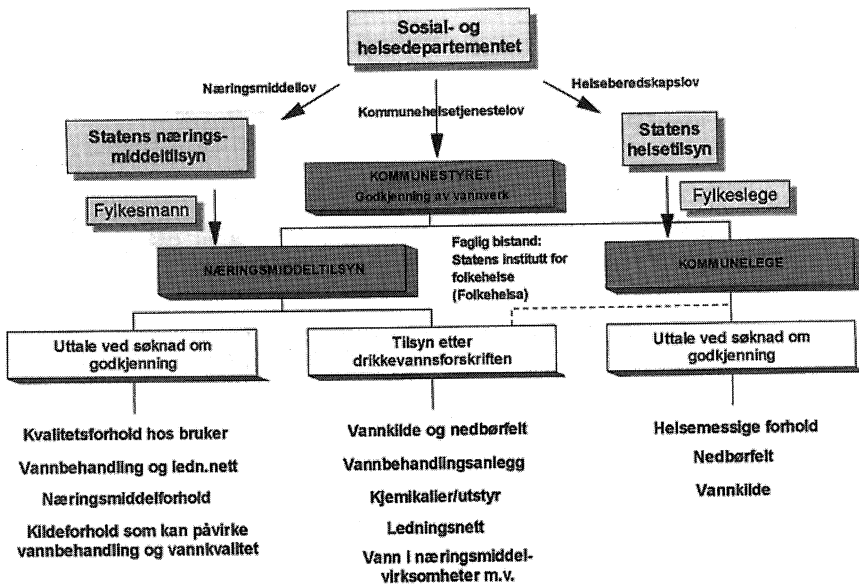 Sosial- og
helsedepartementet
Næringsmiddellov
Helseberedskapslov
Kommunehelsetjenestelov
Statens nærings-
middeltilsyn
Statens
helsetilsyn
KOMMUNESTYRET
Godkjenning av vannverk
Fylkesmann
Fylkeslege
Faglig bistand:
Statens institutt for
folkehelse
(Folkehelsa)
NÆRINGSMIDDELTILSYN
KOMMUNELEGE
Uttale ved søknad om
godkjenning
Tilsyn etter
drikkevannsforskriften
Uttale ved søknad om
godkjenning
Kvalitetsforhold hos bruker
Vannbehandling og ledn.nett
Næringsmiddelforhold
Kildeforhold som kan påvirke
vannbehandling og vannkvalitet
Vannkilde og nedbørfelt
Vannbehandlingsanlegg
Kjemikalier/utstyr
Ledningsnett
Vann i næringsmiddel-
virksomheter m.v.
Helsemessige forhold
Nedbørfelt
Vannkilde